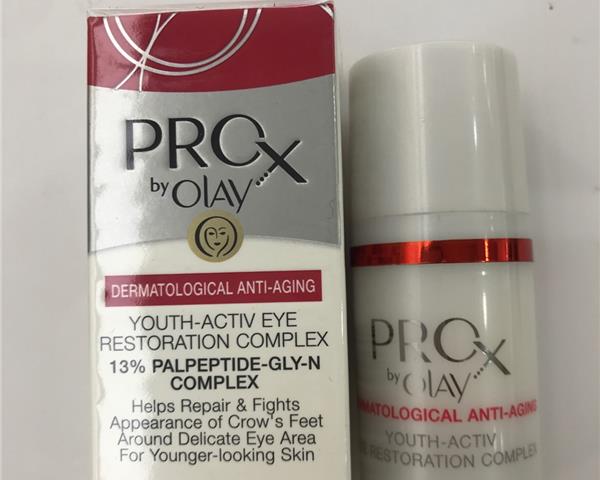 PROX
by OLAY
DERMATOLOGICAL ANTI-AGING
YOUTH-ACTIV EYE
RESTORATION COMPLEX
13% PALPEPTIDE-GLY-N
COMPLEX
Helps Repair & Fights
Appearance of Crow's Feet
Around Delicate Eye Area
For Younger-looking Skin
PROX
by OLAY
ERMATOLOGICAL ANTI-AGING
YOUTH-ACTIV
E RESTORATION COMPLEX